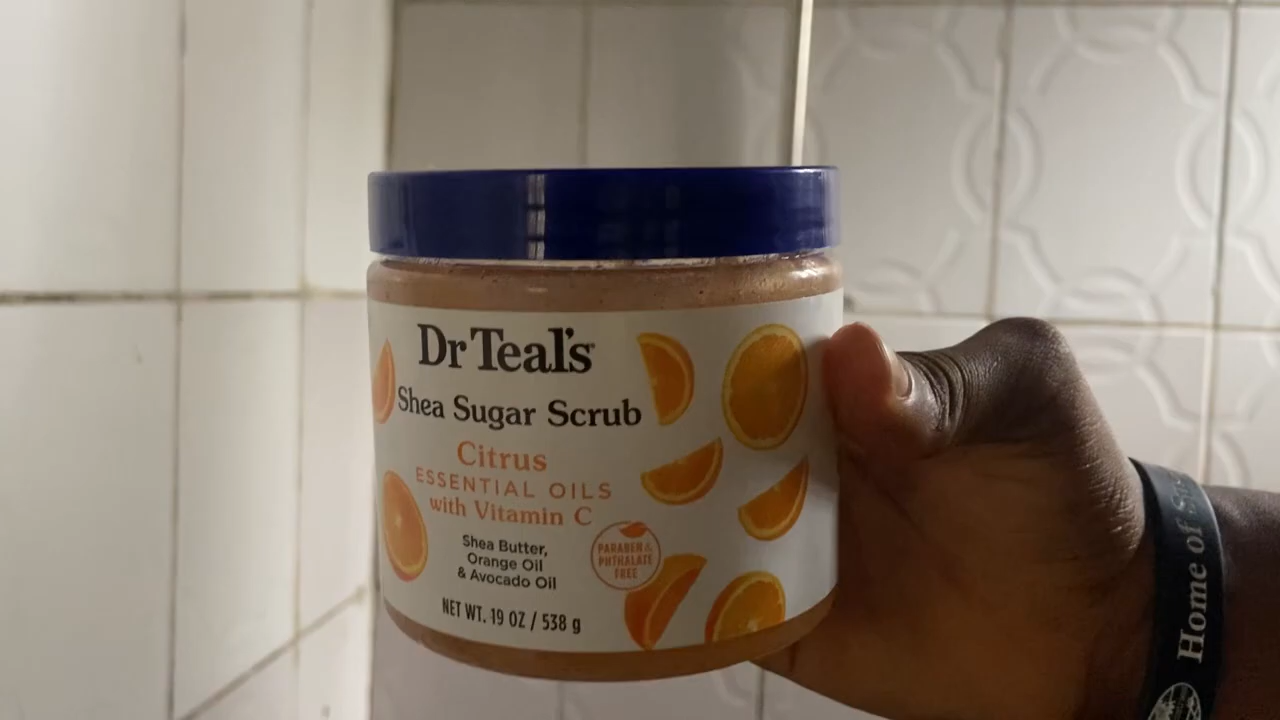 Dr Teal's
Shea Sugar Scrub
Citrus
ESSENTIAL OILS
with Vitamin C
Shea Butter,
Orange Oil
& Avocado Oil
PARABEN &
PHTHALATE
FREE
NET WT. 19 OZ / 538 g
Home of